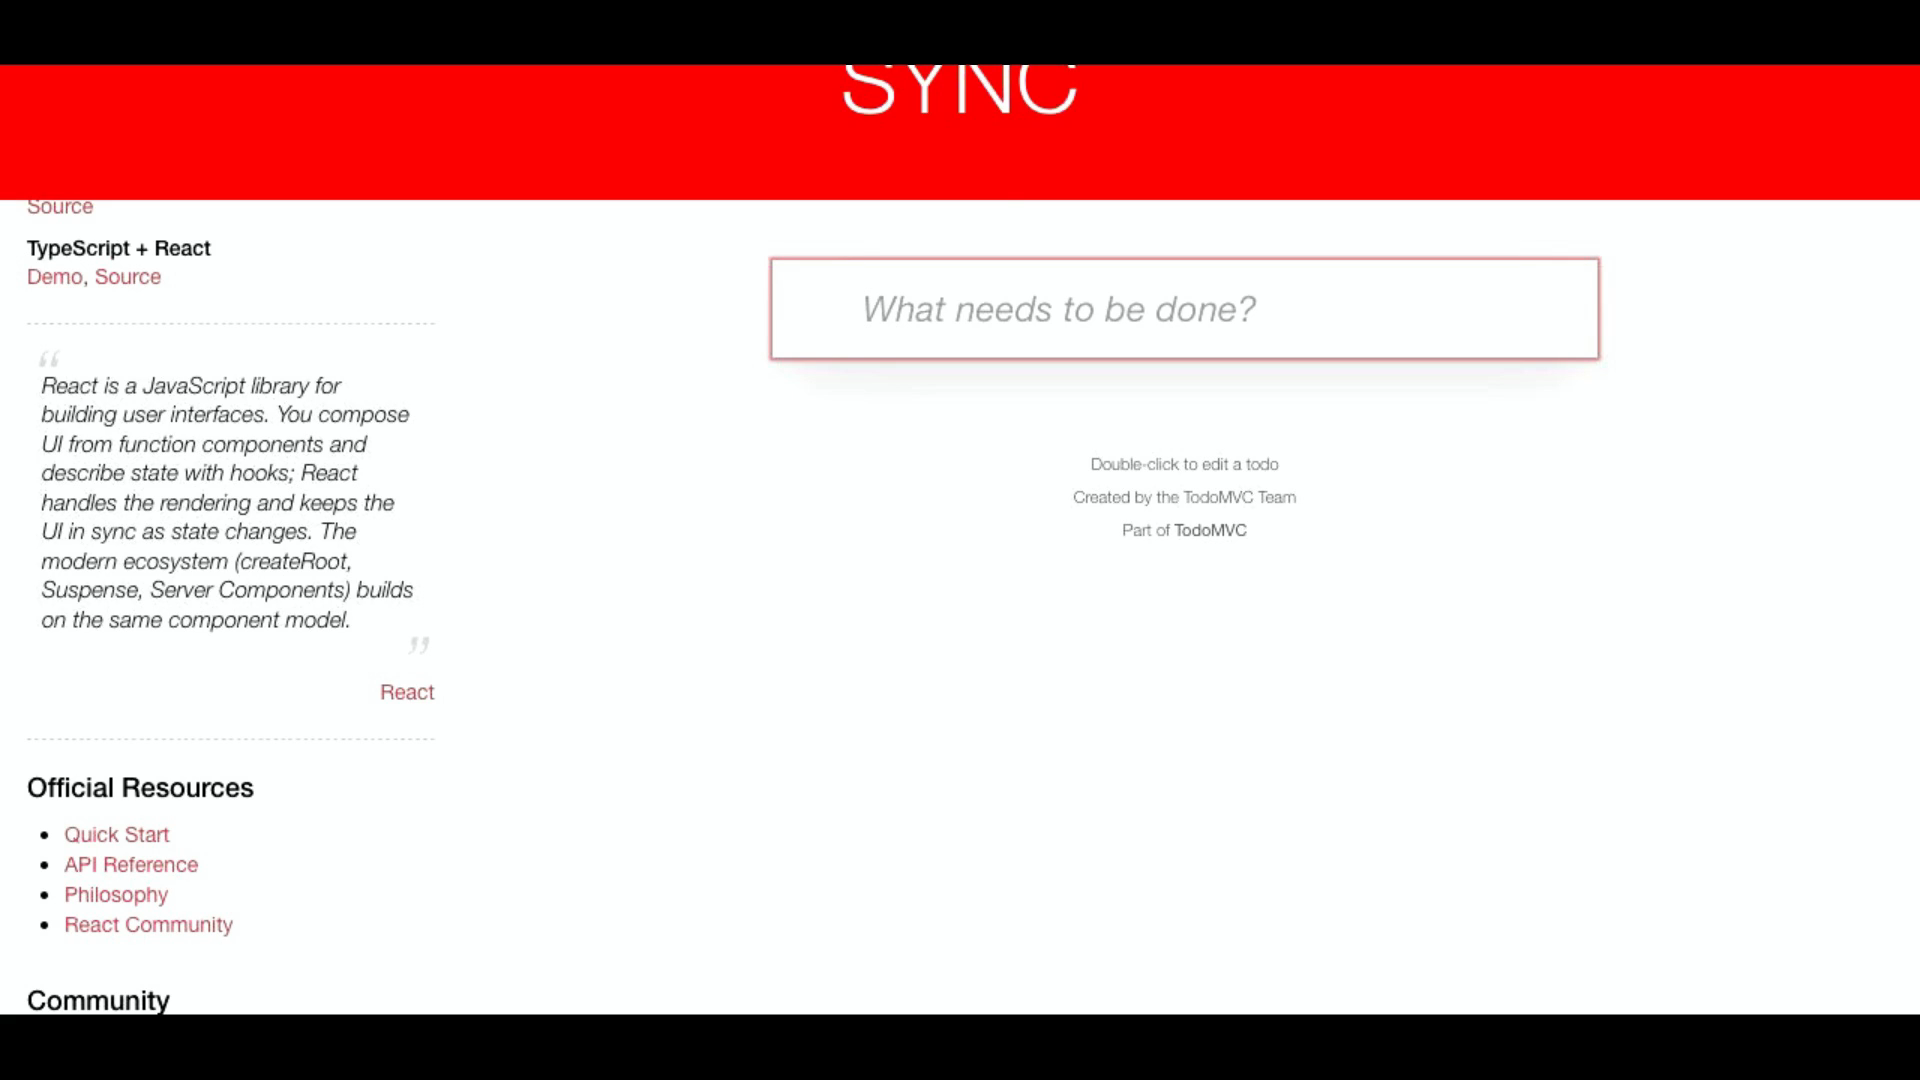 SYNC
Source
TypeScript + React
Demo, Source
“
React is a JavaScript library for
building user interfaces. You compose
UI from function components and
describe state with hooks; React
handles the rendering and keeps the
UI in sync as state changes. The
modern ecosystem (createRoot,
Suspense, Server Components) builds
on the same component model.
”
React
Official Resources
Quick Start
API Reference
Philosophy
React Community
Community
What needs to be done?
Double-click to edit a todo
Created by the TodoMVC Team
Part of TodoMVC